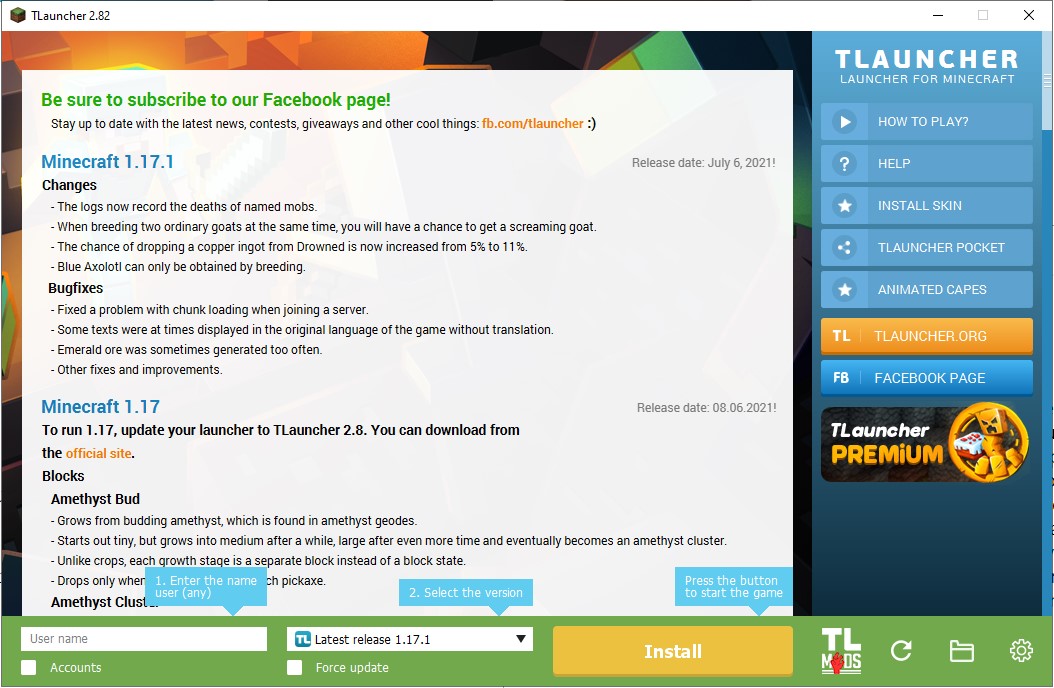 TLauncher 2.82
Be sure to subscribe to our Facebook page!
Stay up to date with the latest news, contests, giveaways and other cool things: fb.com/tlauncher :)
Minecraft 1.17.1
Release date: July 6, 2021!
Changes
- The logs now record the deaths of named mobs.
- When breeding two ordinary goats at the same time, you will have a chance to get a screaming goat.
- The chance of dropping a copper ingot from Drowned is now increased from 5% to 11%.
- Blue Axolotl can only be obtained by breeding.
Bugfixes
- Fixed a problem with chunk loading when joining a server.
- Some texts were at times displayed in the original language of the game without translation.
- Emerald ore was sometimes generated too often.
- Other fixes and improvements.
Minecraft 1.17
Release date: 08.06.2021!
To run 1.17, update your launcher to TLauncher 2.8. You can download from
the official site.
Blocks
Amethyst Bud
- Grows from budding amethyst, which is found in amethyst geodes.
- Starts out tiny, but grows into medium after a while, large after even more time and eventually becomes an amethyst cluster.
- Unlike crops, each growth stage is a separate block instead of a block state.
- Drops only when ch pickaxe.
Amethyst Cluster
1. Enter the name
user (any)
2. Select the version
Press the button
to start the game
User name
TL Latest release 1.17.1
Install
Accounts
Force update
TL
MODS
TLAUNCHER
LAUNCHER FOR MINECRAFT
HOW TO PLAY?
? HELP
INSTALL SKIN
TLAUNCHER POCKET
ANIMATED CAPES
TL TLAUNCHER.ORG
FB FACEBOOK PAGE
TLauncher
PREMIUM